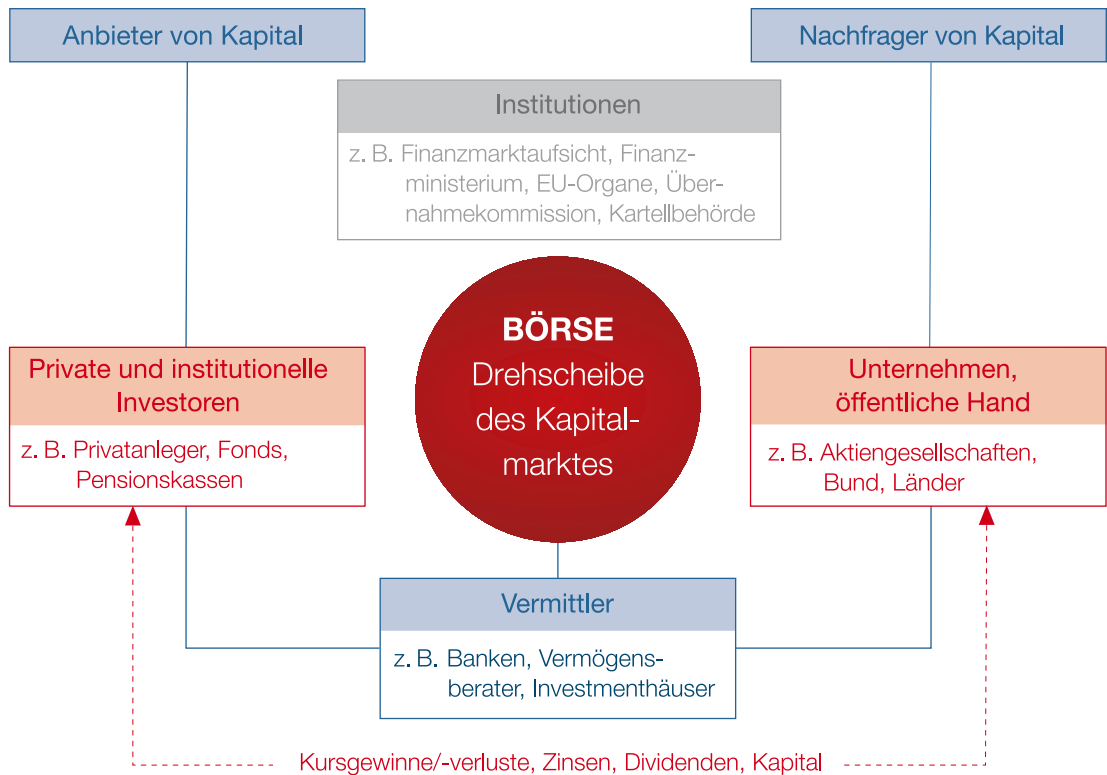 Anbieter von Kapital
Nachfrager von Kapital
Institutionen
z. B. Finanzmarktaufsicht, Finanz-
ministerium, EU-Organe, Über-
nahmekommission, Kartellbehörde
BÖRSE
Drehscheibe
des Kapital-
marktes
Private und institutionelle
Investoren
z. B. Privatanleger, Fonds,
Pensionskassen
Unternehmen,
öffentliche Hand
z. B. Aktiengesellschaften,
Bund, Länder
Vermittler
z. B. Banken, Vermögens-
berater, Investmenthäuser
Kursgewinne/-verluste, Zinsen, Dividenden, Kapital